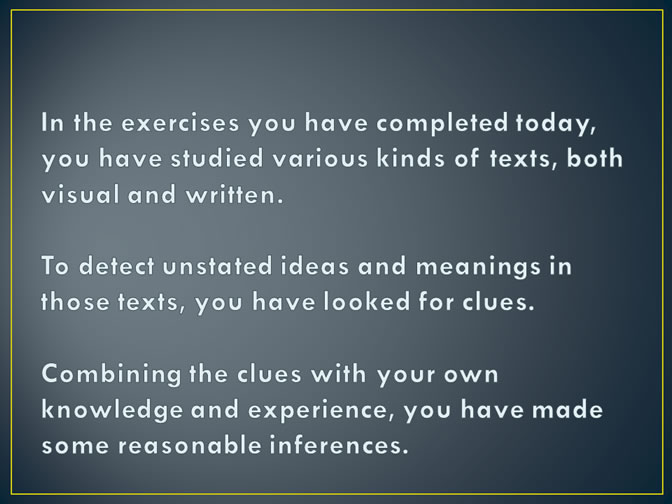 In the exercises you have completed today,
you have studied various kinds of texts, both
visual and written.
To detect unstated ideas and meanings in
those texts, you have looked for clues.
Combining the clues with your own
knowledge and experience, you have made
some reasonable inferences.